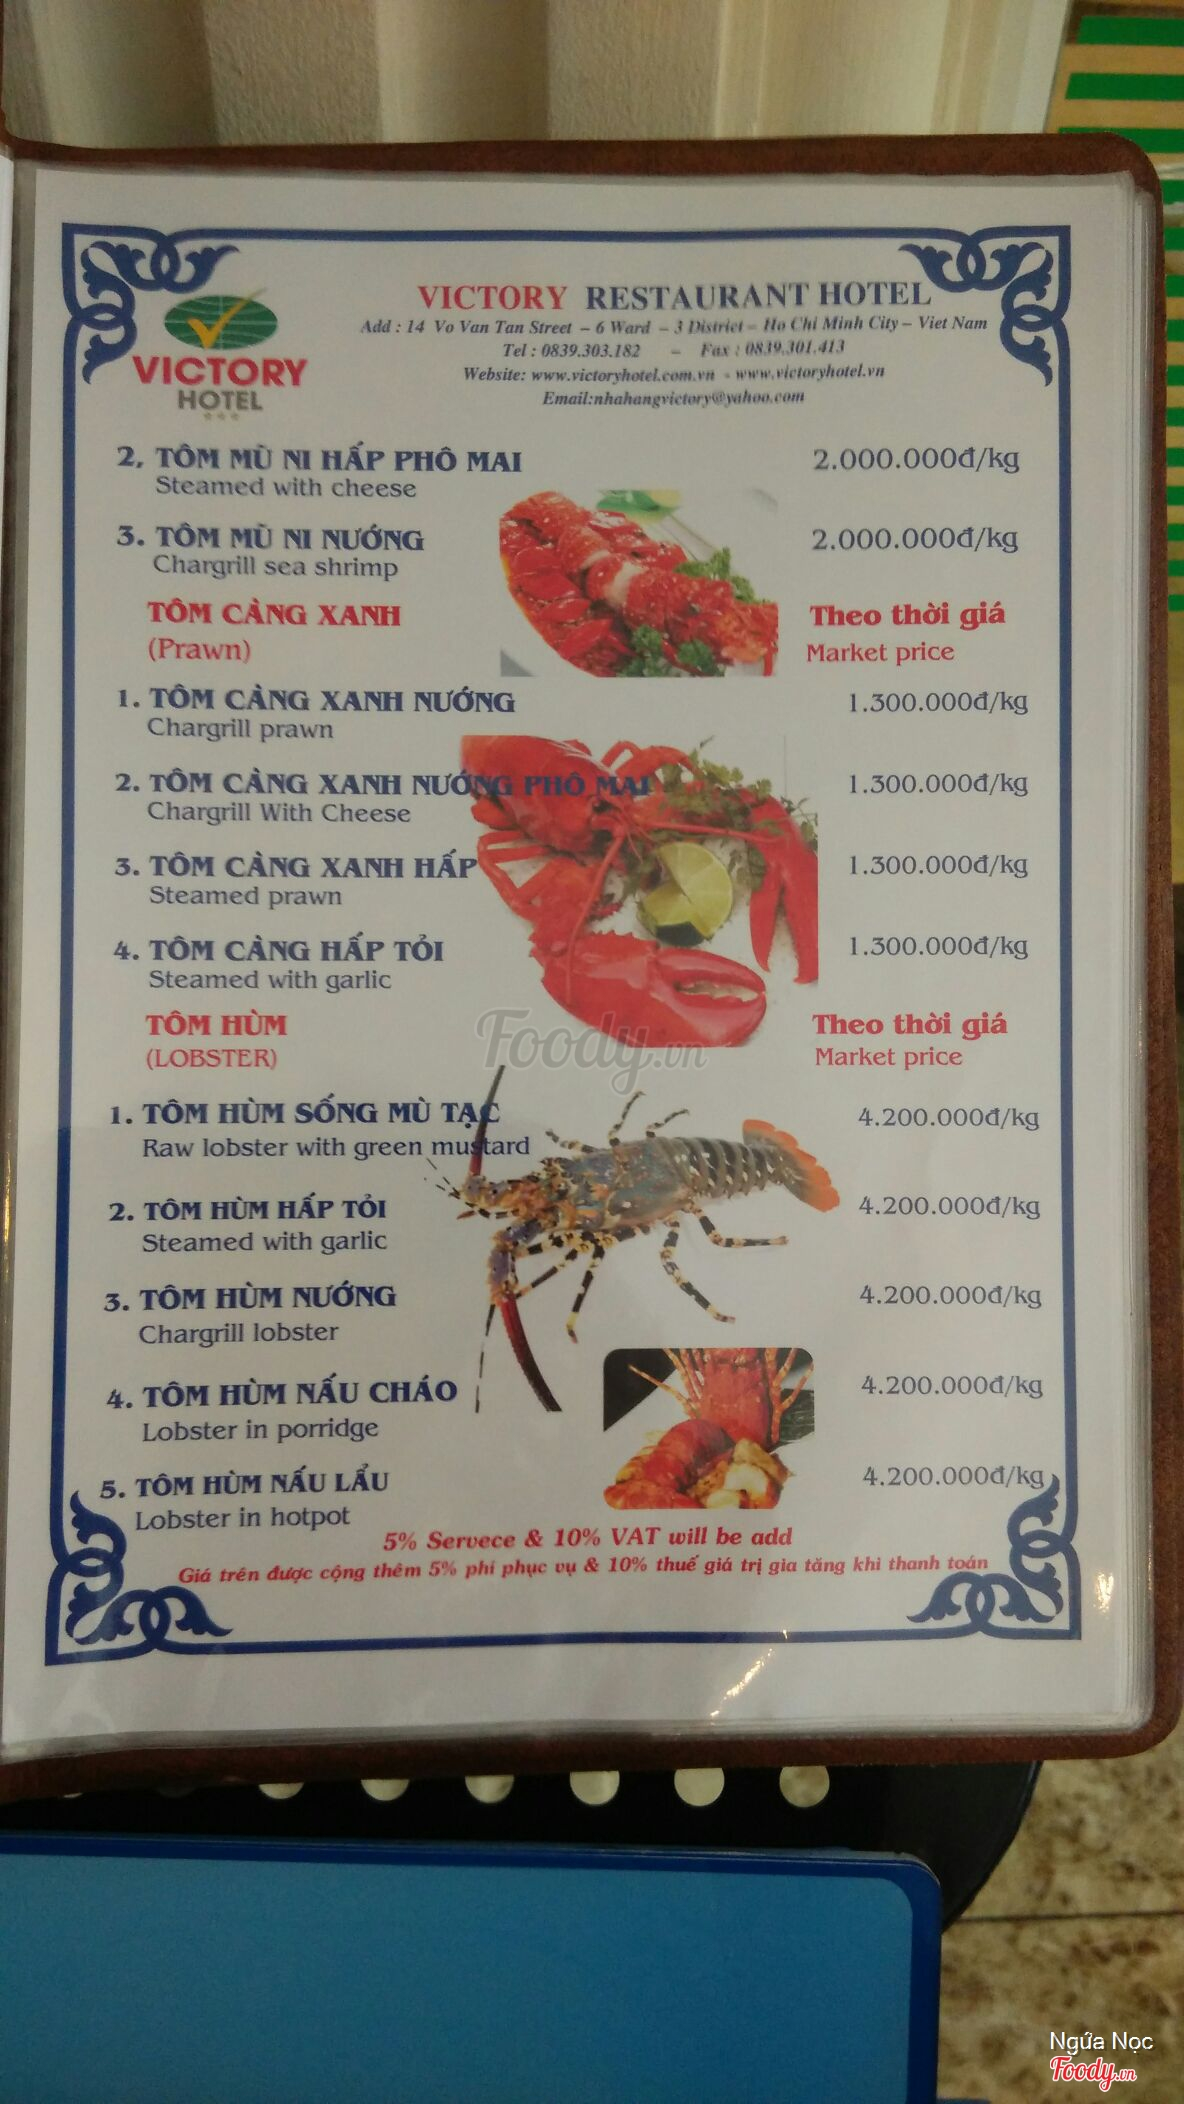 VICTORY
HOTEL
VICTORY RESTAURANT HOTEL
Add : 14 Vo Van Tan Street – 6 Ward – 3 District – Ho Chi Minh City – Viet Nam
Tel : 0839.303.182 – Fax : 0839.301.413
Website: www.victoryhotel.com.vn - www.victoryhotel.vn
Email:nhahangvictory@yahoo.com
2, TÔM MÙ NI HẤP PHÔ MAI 2.000.000đ/kg
Steamed with cheese
3. TÔM MÙ NI NƯỚNG 2.000.000đ/kg
Chargrill sea shrimp
TÔM CÀNG XANH Theo thời giá
(Prawn) Market price
1. TÔM CÀNG XANH NƯỚNG 1.300.000đ/kg
Chargrill prawn
2. TÔM CÀNG XANH NƯỚNG PHÔ MAI 1.300.000đ/kg
Chargrill With Cheese
3. TÔM CÀNG XANH HẤP 1.300.000đ/kg
Steamed prawn
4. TÔM CÀNG HẤP TỎI 1.300.000đ/kg
Steamed with garlic
TÔM HÙM Theo thời giá
(LOBSTER) Market price
Foody.vn
1. TÔM HÙM SỐNG MÙ TẠC 4.200.000đ/kg
Raw lobster with green mustard
2. TÔM HÙM HẤP TỎI 4.200.000đ/kg
Steamed with garlic
3. TÔM HÙM NƯỚNG 4.200.000đ/kg
Chargrill lobster
4. TÔM HÙM NẤU CHÁO 4.200.000đ/kg
Lobster in porridge
5. TÔM HÙM NẤU LẨU 4.200.000đ/kg
Lobster in hotpot
5% Servece & 10% VAT will be add
Giá trên được cộng thêm 5% phí phục vụ & 10% thuế giá trị gia tăng khi thanh toán
Ngứa Nọc
Foody.vn